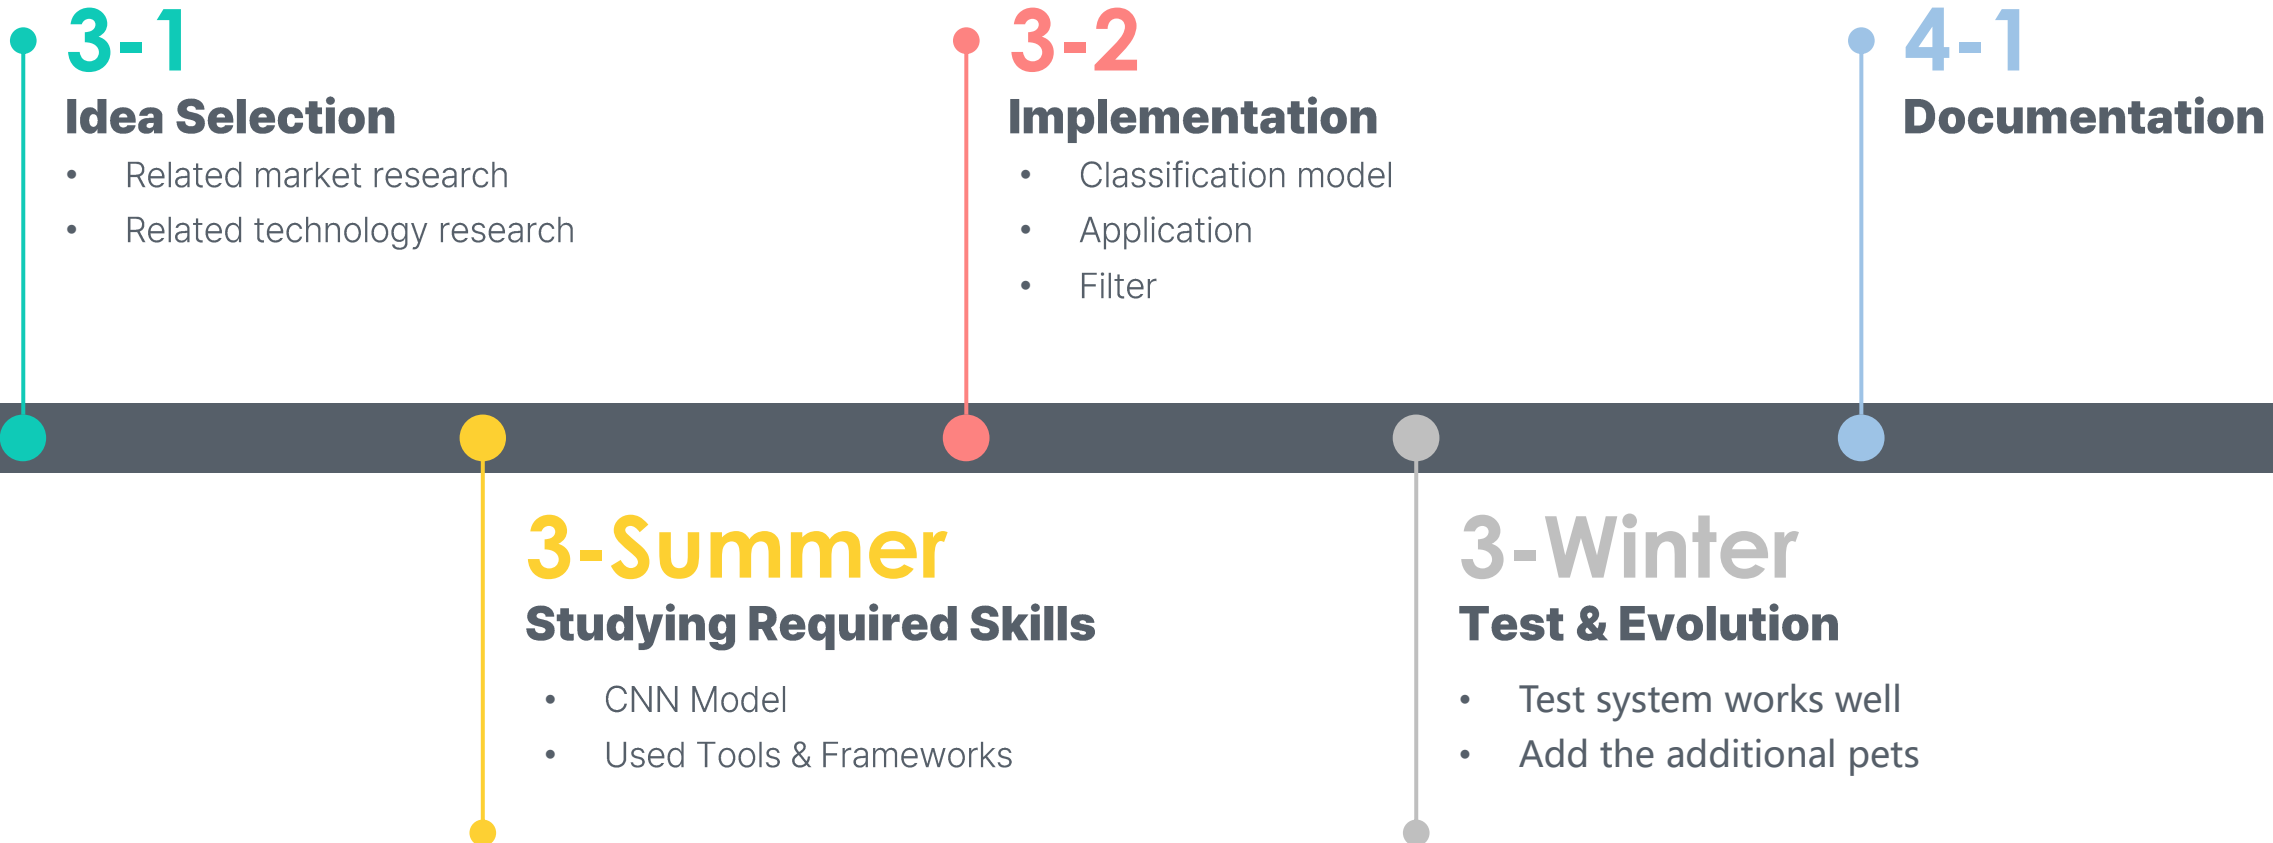 3-1
Idea Selection
• Related market research
• Related technology research
3-2
Implementation
• Classification model
• Application
• Filter
4-1
Documentation
3-Summer
Studying Required Skills
• CNN Model
• Used Tools & Frameworks
3-Winter
Test & Evolution
• Test system works well
• Add the additional pets